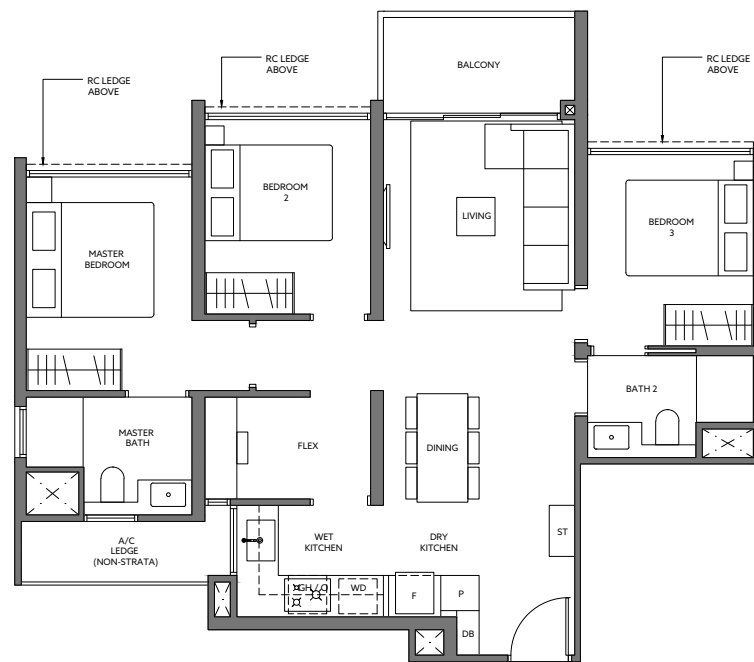 BALCONY
RC LEDGE
ABOVE
RC LEDGE
ABOVE
RC LEDGE
ABOVE
BEDROOM
2
LIVING
BEDROOM
3
MASTER
BEDROOM
BATH 2
MASTER
BATH
FLEX
DINING
A/C
LEDGE
(NON-STRATA)
WET
KITCHEN
DRY
KITCHEN
ST
GH / O
WD
F
P
DB